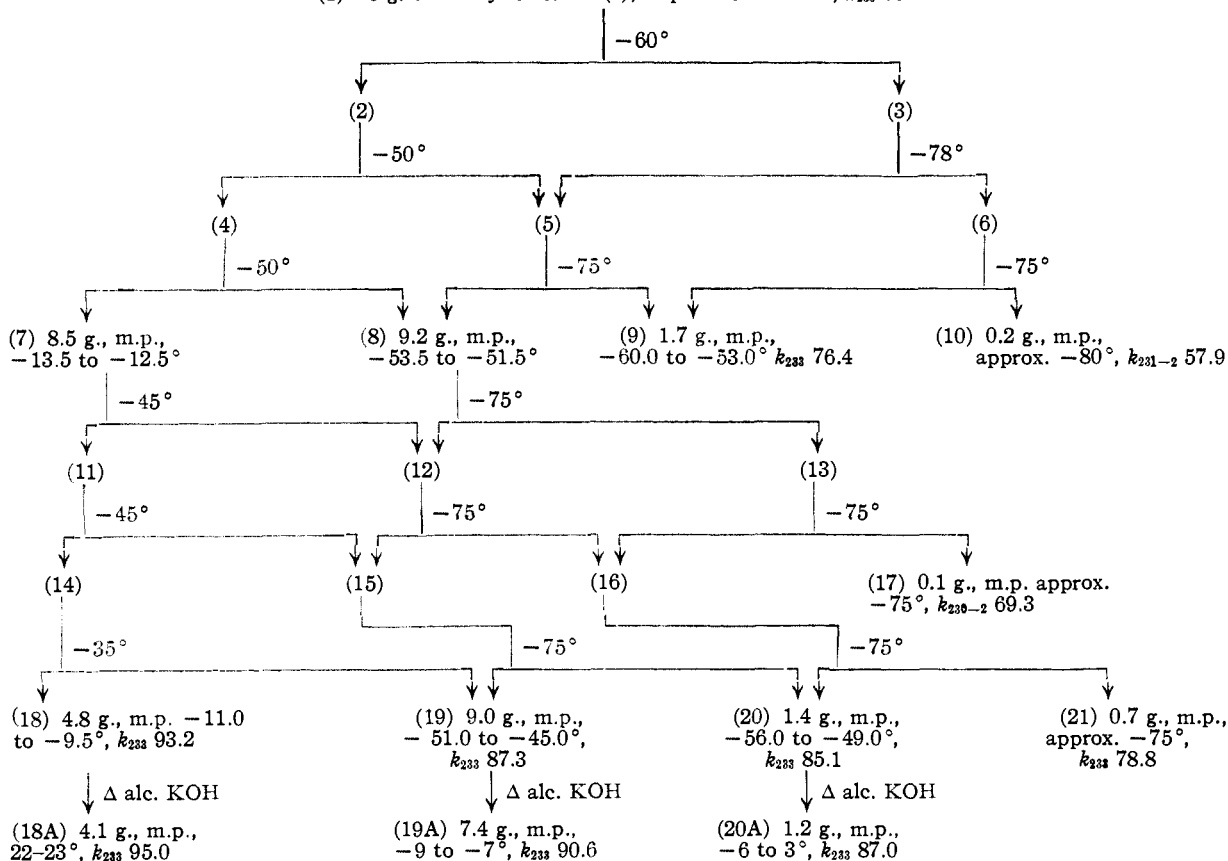 −60°
(2) (3)
−50° −78°
(4) (5) (6)
−50° −75° −75°
(7) 8.5 g., m.p., (8) 9.2 g., m.p., (9) 1.7 g., m.p., (10) 0.2 g., m.p.,
−13.5 to −12.5° −53.5 to −51.5° −60.0 to −53.0° k233 76.4 approx. −80°, k231–2 57.9
−45° −75°
(11) (12) (13)
−45° −75° −75°
(14) (15) (16) (17) 0.1 g., m.p. approx.
−75°, k230–2 69.3
−35° −75° −75°
(18) 4.8 g., m.p. −11.0 (19) 9.0 g., m.p., (20) 1.4 g., m.p., (21) 0.7 g., m.p.,
to −9.5°, k233 93.2 −51.0 to −45.0°, −56.0 to −49.0°, approx. −75°,
k233 87.3 k233 85.1 k233 78.8
Δ alc. KOH Δ alc. KOH Δ alc. KOH
(18A) 4.1 g., m.p., (19A) 7.4 g., m.p., (20A) 1.2 g., m.p.,
22–23°, k233 95.0 −9 to −7°, k233 90.6 −6 to 3°, k233 87.0